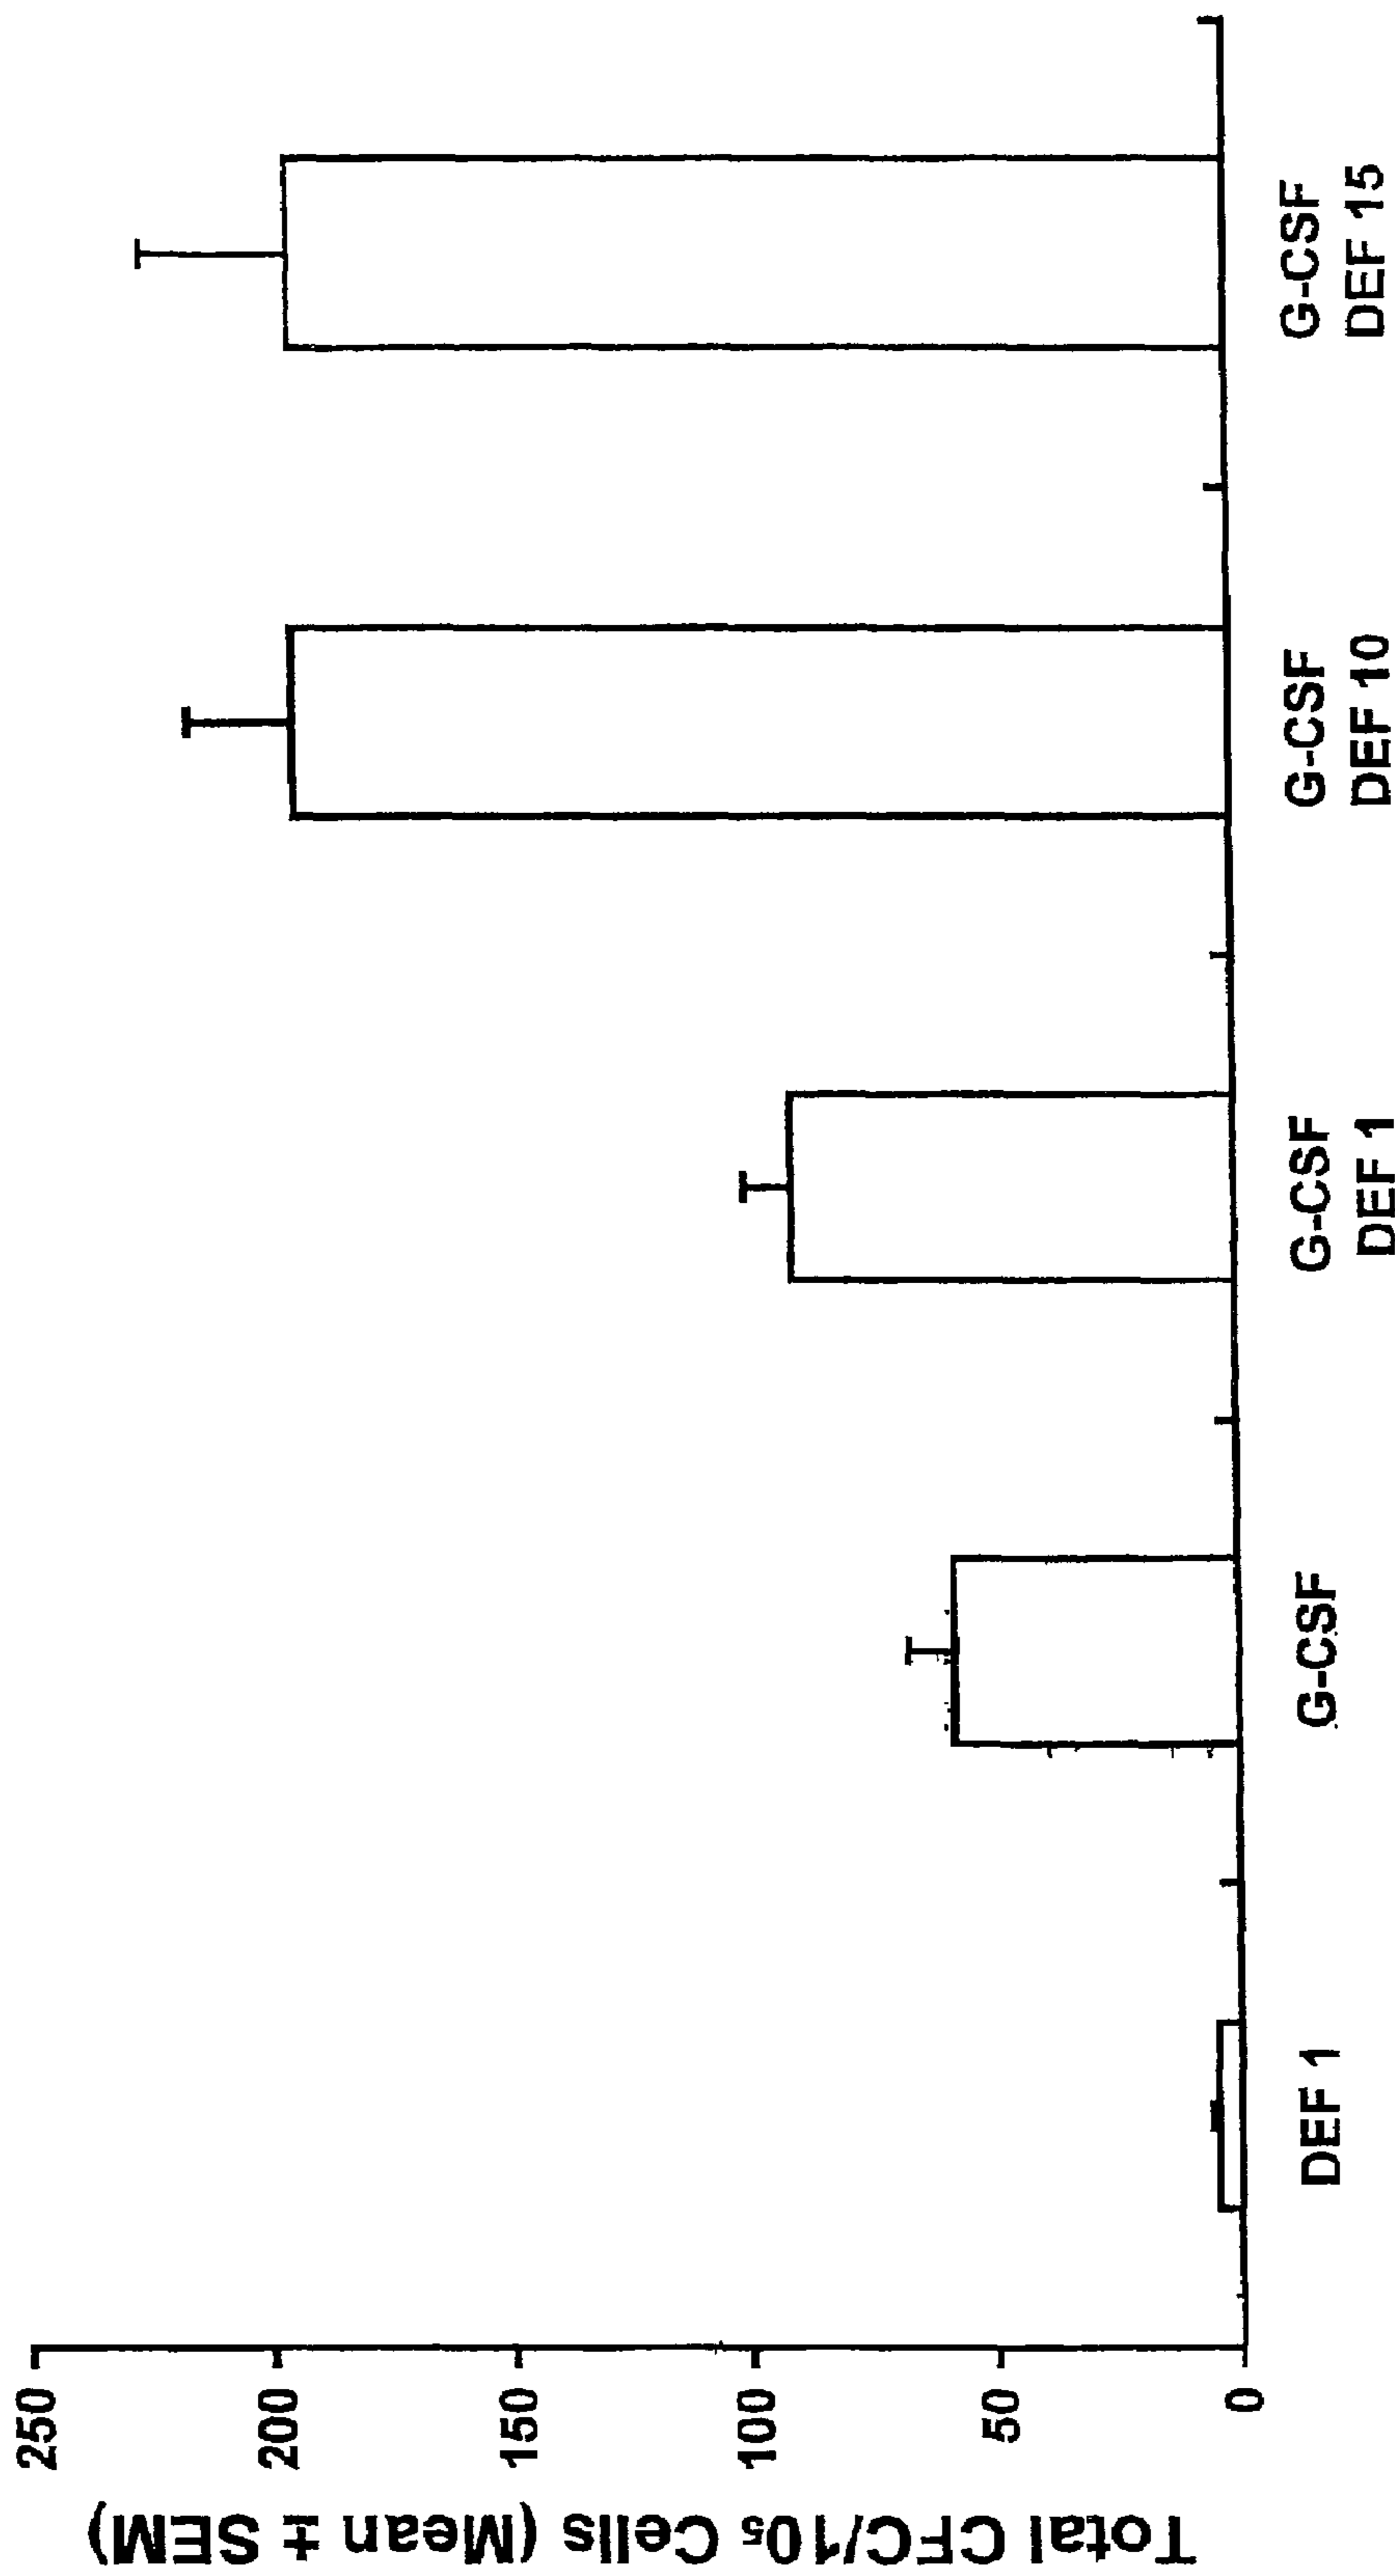 Total CFC/10⁵ Cells (Mean ± SEM)
250
200
150
100
50
0
DEF 1
G-CSF
G-CSF
DEF 1
G-CSF
DEF 10
G-CSF
DEF 15